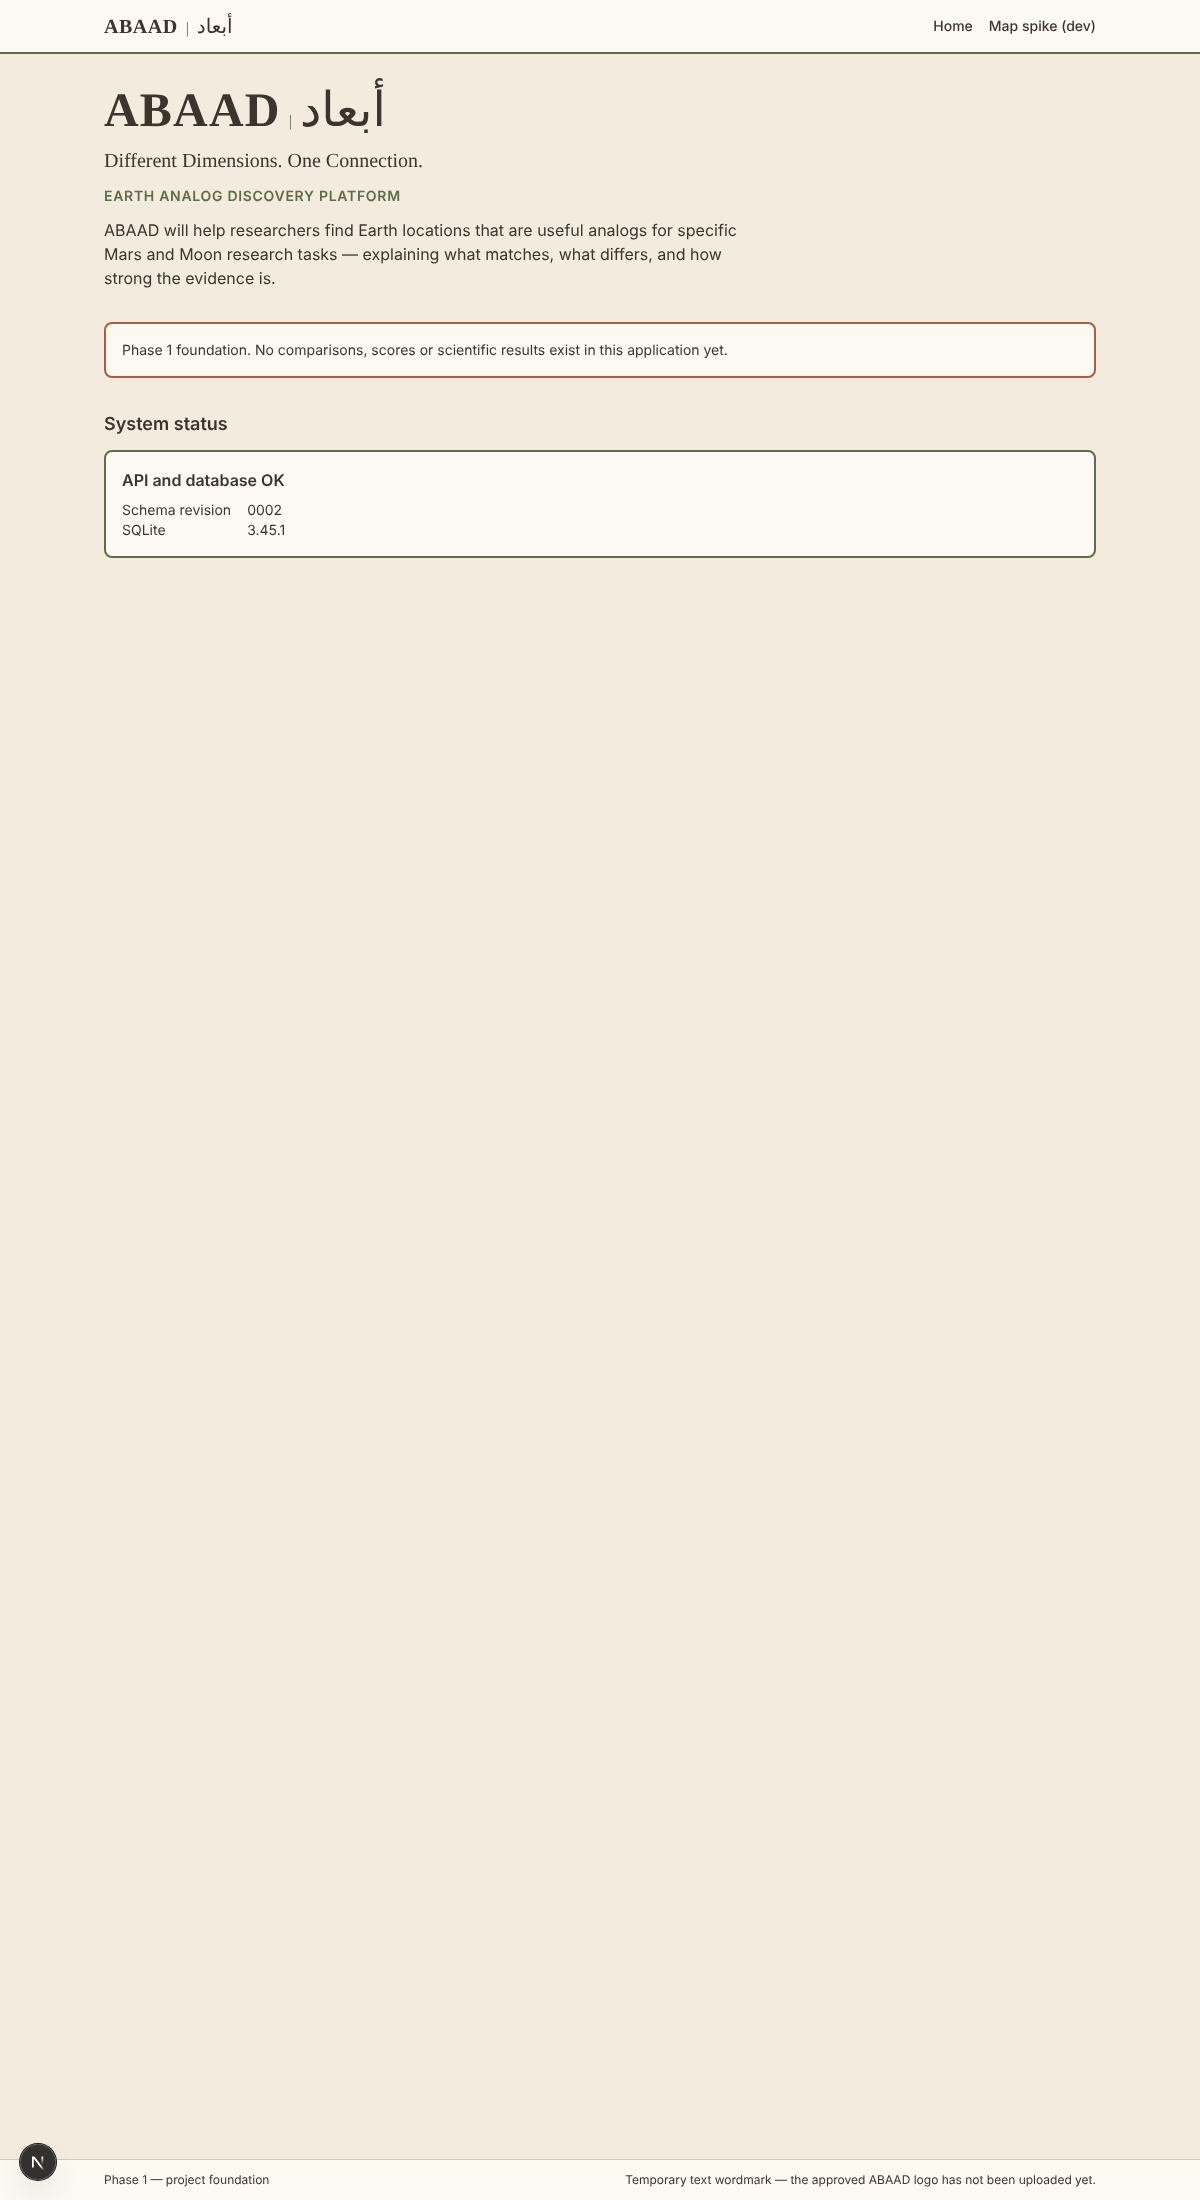 ABAAD | أبعاد
Home
Map spike (dev)
ABAAD | أبعاد
Different Dimensions. One Connection.
EARTH ANALOG DISCOVERY PLATFORM
ABAAD will help researchers find Earth locations that are useful analogs for specific
Mars and Moon research tasks — explaining what matches, what differs, and how
strong the evidence is.
Phase 1 foundation. No comparisons, scores or scientific results exist in this application yet.
System status
API and database OK
Schema revision 0002
SQLite 3.45.1
N
Phase 1 — project foundation
Temporary text wordmark — the approved ABAAD logo has not been uploaded yet.